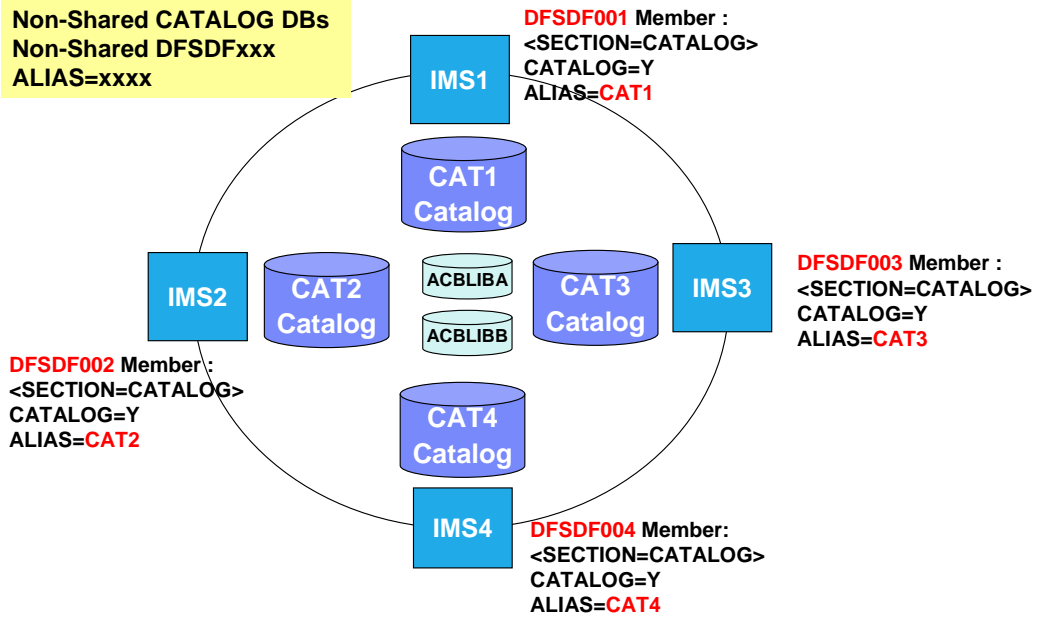 Non-Shared CATALOG DBs
Non-Shared DFSDFxxx
ALIAS=xxxx
DFSDF001 Member :
<SECTION=CATALOG>
CATALOG=Y
ALIAS=CAT1
IMS1
CAT1
Catalog
IMS2
CAT2
Catalog
ACBLIBA
ACBLIBB
CAT3
Catalog
IMS3
DFSDF003 Member :
<SECTION=CATALOG>
CATALOG=Y
ALIAS=CAT3
DFSDF002 Member :
<SECTION=CATALOG>
CATALOG=Y
ALIAS=CAT2
CAT4
Catalog
IMS4
DFSDF004 Member:
<SECTION=CATALOG>
CATALOG=Y
ALIAS=CAT4